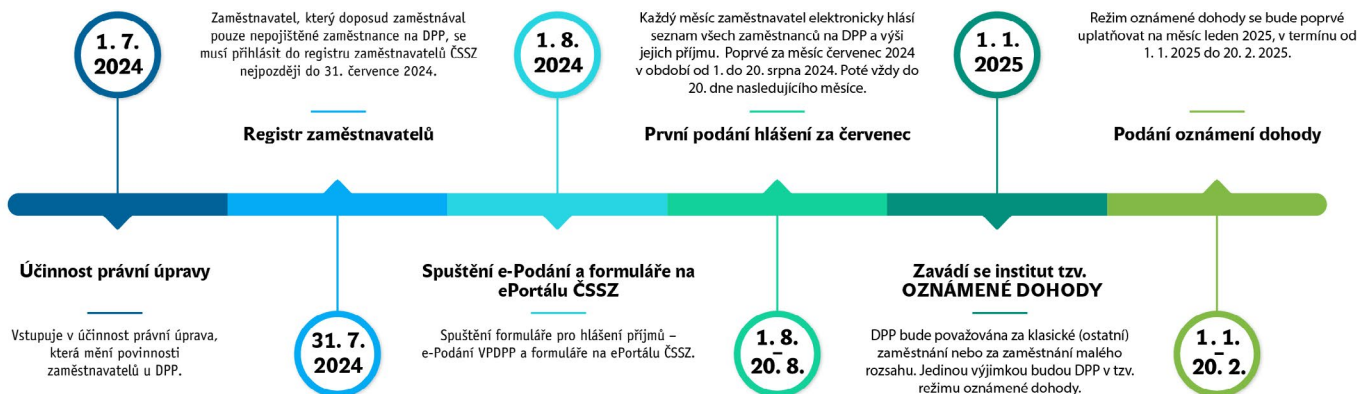 1. 7.
2024
Účinnost právní úpravy
Vstupuje v účinnost právní úprava,
která mění povinnosti
zaměstnavatelů u DPP.
Zaměstnavatel, který doposud zaměstnával
pouze nepojištěné zaměstnance na DPP, se
musí přihlásit do registru zaměstnavatelů ČSSZ
nejpozději do 31. července 2024.
Registr zaměstnavatelů
31. 7.
2024
1. 8.
2024
Spuštění e-Podání a formuláře na
ePortálu ČSSZ
Spuštění formuláře pro hlášení příjmů –
e-Podání VPDPP a formuláře na ePortálu ČSSZ.
Každý měsíc zaměstnavatel elektronicky hlásí
seznam všech zaměstnanců na DPP a výši
jejich příjmu. Poprvé za měsíc červenec 2024
v období od 1. do 20. srpna 2024. Poté vždy do
20. dne nasledujícího měsíce.
První podání hlášení za červenec
1. 8.
–
20. 8.
1. 1.
2025
Zavádí se institut tzv.
OZNÁMENÉ DOHODY
DPP bude považována za klasické (ostatní)
zaměstnání nebo za zaměstnání malého
rozsahu. Jedinou výjimkou budou DPP v tzv.
režimu oznámené dohody.
Režim oznámené dohody se bude poprvé
uplatňovat na měsíc leden 2025, v termínu od
1. 1. 2025 do 20. 2. 2025.
Podání oznámení dohody
1. 1.
–
20. 2.